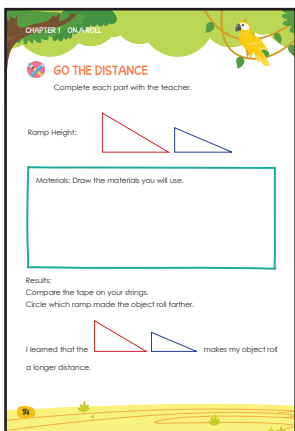 CHAPTER 1 ON A ROLL
GO THE DISTANCE
Complete each part with the teacher.
Ramp Height:
Materials: Draw the materials you will use.
Results:
Compare the tape on your strings.
Circle which ramp made the object roll farther.
I learned that the makes my object roll
a longer distance.
14